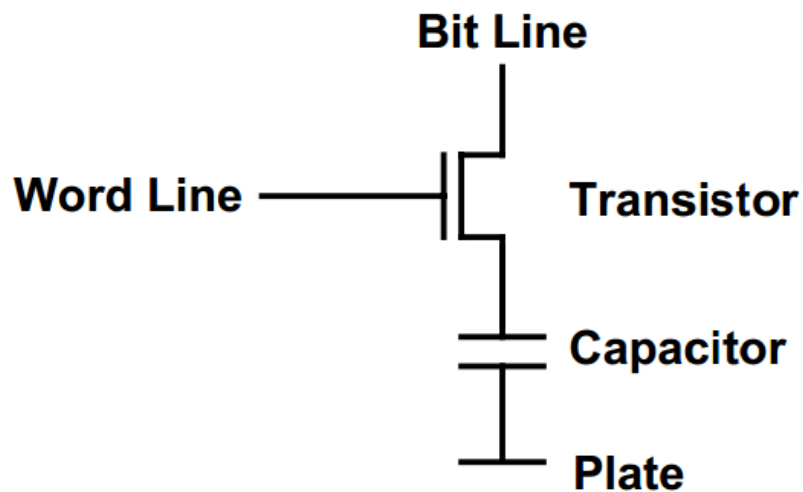 Bit Line
Word Line
Transistor
Capacitor
Plate